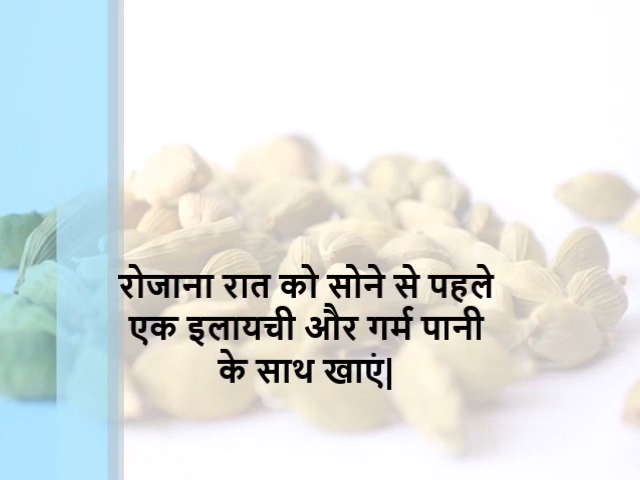 रोजाना रात को सोने से पहले
एक इलायची और गर्म पानी
के साथ खाएं|